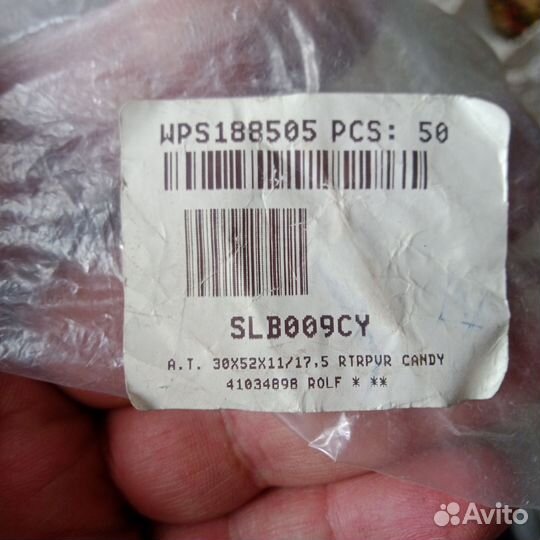 WPS188505 PCS: 50
SLB009CY
A.T. 30X52X11/17,5 RTRPVR CANDY
41034898 ROLF * **
Avito